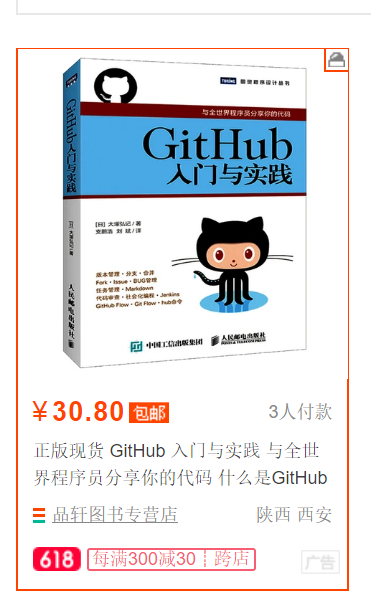 图灵程序设计丛书
与全世界程序员分享你的代码
GitHub
入门与实践
[日] 大塚弘记 / 著
支鹏浩 刘斌 / 译
版本管理・分支・合并
Fork・Issue・BUG管理
任务管理・Markdown
代码审查・社会化编程・Jenkins
GitHub Flow・Git Flow・hub命令
中国工信出版集团 人民邮电出版社
GitHub入门与实践
[日] 大塚弘记 著
人民邮电出版社
¥30.80 包邮 3人付款
正版现货 GitHub 入门与实践 与全世
界程序员分享你的代码 什么是GitHub
品轩图书专营店 陕西 西安
618 每满300减30 跨店 广告